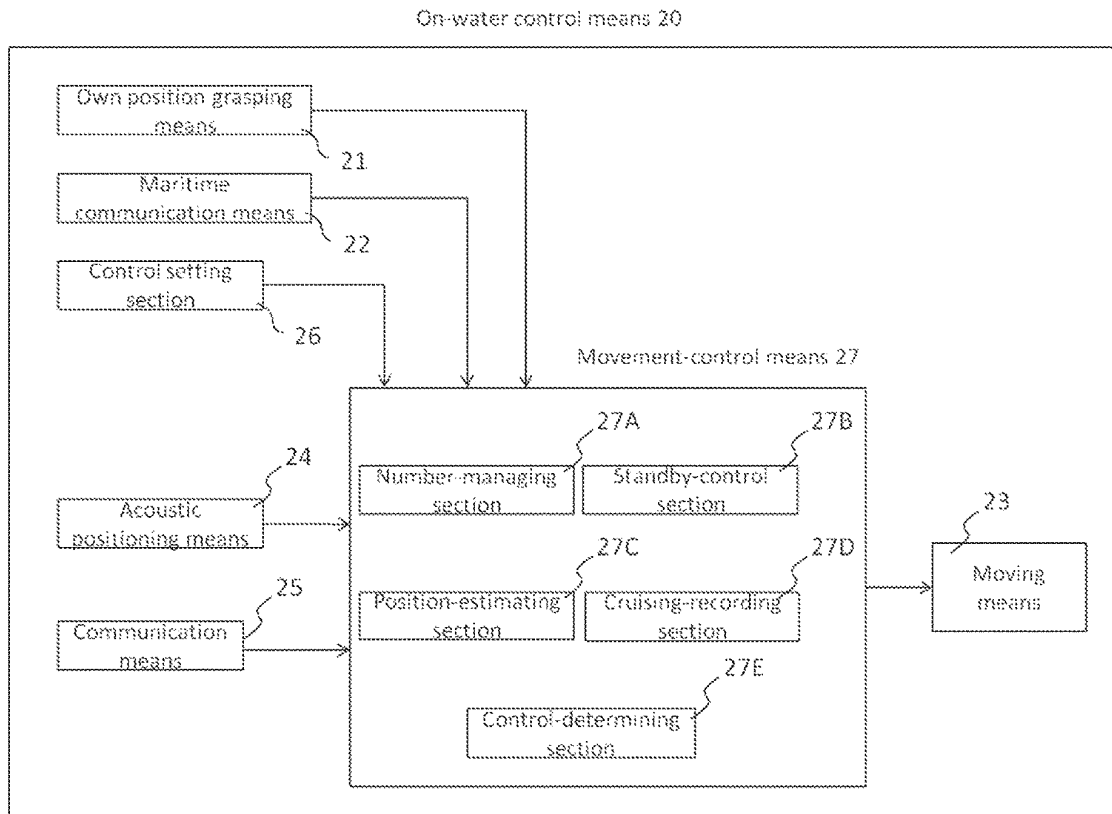 On-water control means 20
Own position grasping
means
21
Maritime
communication means
22
Control setting
section
26
Movement-control means 27
27A
27B
Number-managing
section
Standby-control
section
24
Acoustic
positioning means
23
Moving
means
27C
27D
Position-estimating
section
Cruising-recording
section
25
Communication
means
27E
Control-determining
section